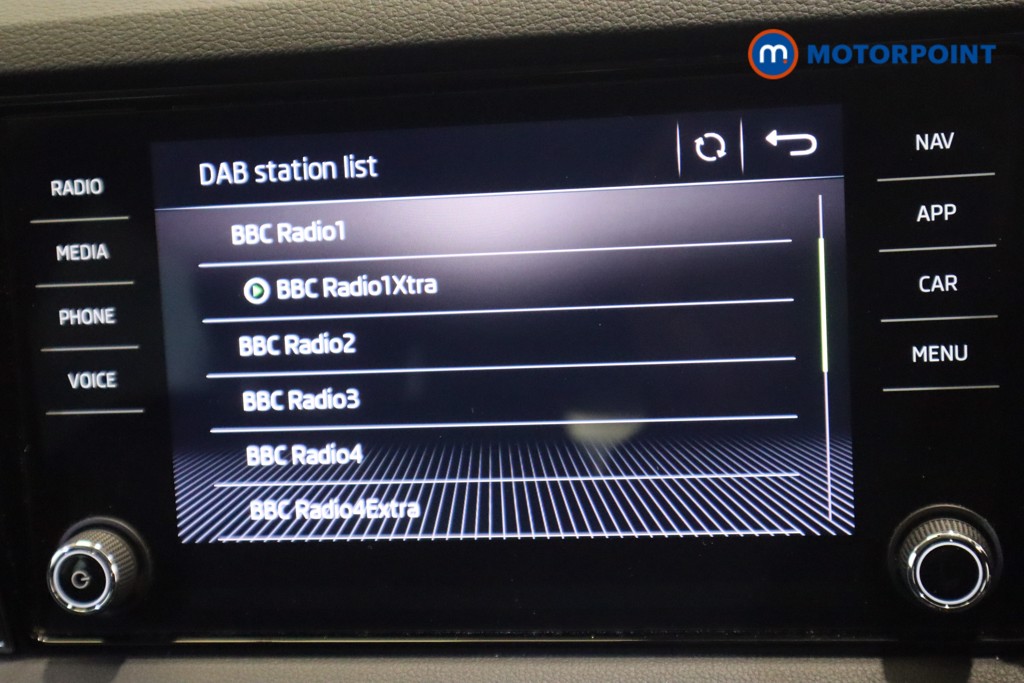 m MOTORPOINT
RADIO
MEDIA
PHONE
VOICE
DAB station list
BBC Radio1
BBC Radio1Xtra
BBC Radio2
BBC Radio3
BBC Radio4
BBC Radio4Extra
NAV
APP
CAR
MENU